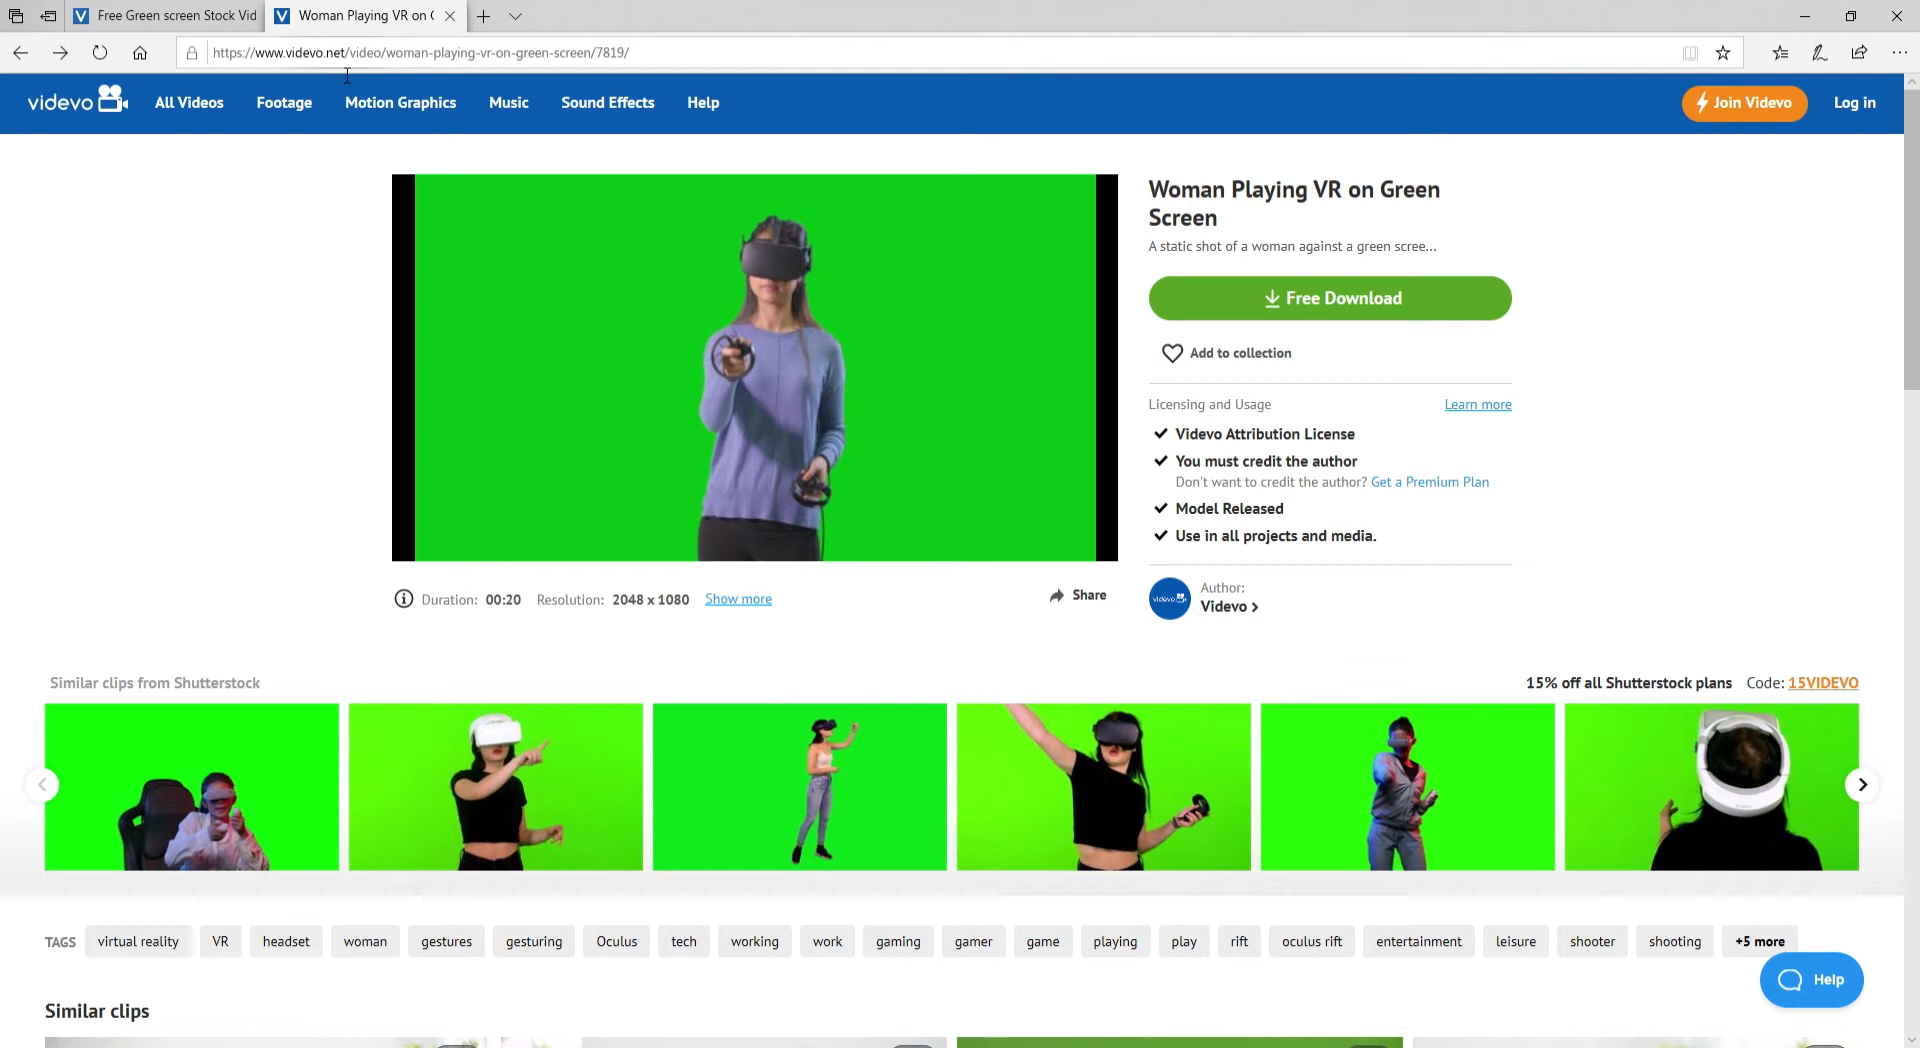 Free Green screen Stock Vid
Woman Playing VR on
https://www.videvo.net/video/woman-playing-vr-on-green-screen/7819/
videvo
All Videos
Footage
Motion Graphics
Music
Sound Effects
Help
Join Videvo
Log in
Woman Playing VR on Green
Screen
A static shot of a woman against a green scree...
Free Download
Add to collection
Licensing and Usage
Learn more
Videvo Attribution License
You must credit the author
Don't want to credit the author? Get a Premium Plan
Model Released
Use in all projects and media.
Duration: 00:20 Resolution: 2048 x 1080 Show more
Share
videvo
Author:
Videvo
Similar clips from Shutterstock
15% off all Shutterstock plans Code: 15VIDEVO
TAGS virtual reality VR headset woman gestures gesturing Oculus tech working work gaming gamer game playing play rift oculus rift entertainment leisure shooter shooting +5 more
Help
Similar clips